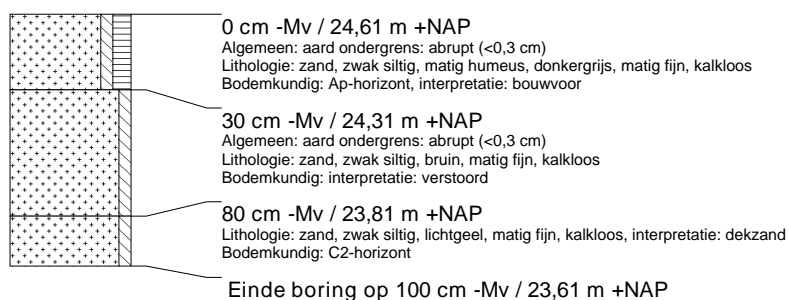 0 cm -Mv / 24,61 m +NAP
Algemeen: aard ondergrens: abrupt (<0,3 cm)
Lithologie: zand, zwak siltig, matig humeus, donkergrijs, matig fijn, kalkloos
Bodemkundig: Ap-horizont, interpretatie: bouwvoor
30 cm -Mv / 24,31 m +NAP
Algemeen: aard ondergrens: abrupt (<0,3 cm)
Lithologie: zand, zwak siltig, bruin, matig fijn, kalkloos
Bodemkundig: interpretatie: verstoord
80 cm -Mv / 23,81 m +NAP
Lithologie: zand, zwak siltig, lichtgeel, matig fijn, kalkloos, interpretatie: dekzand
Bodemkundig: C2-horizont
Einde boring op 100 cm -Mv / 23,61 m +NAP